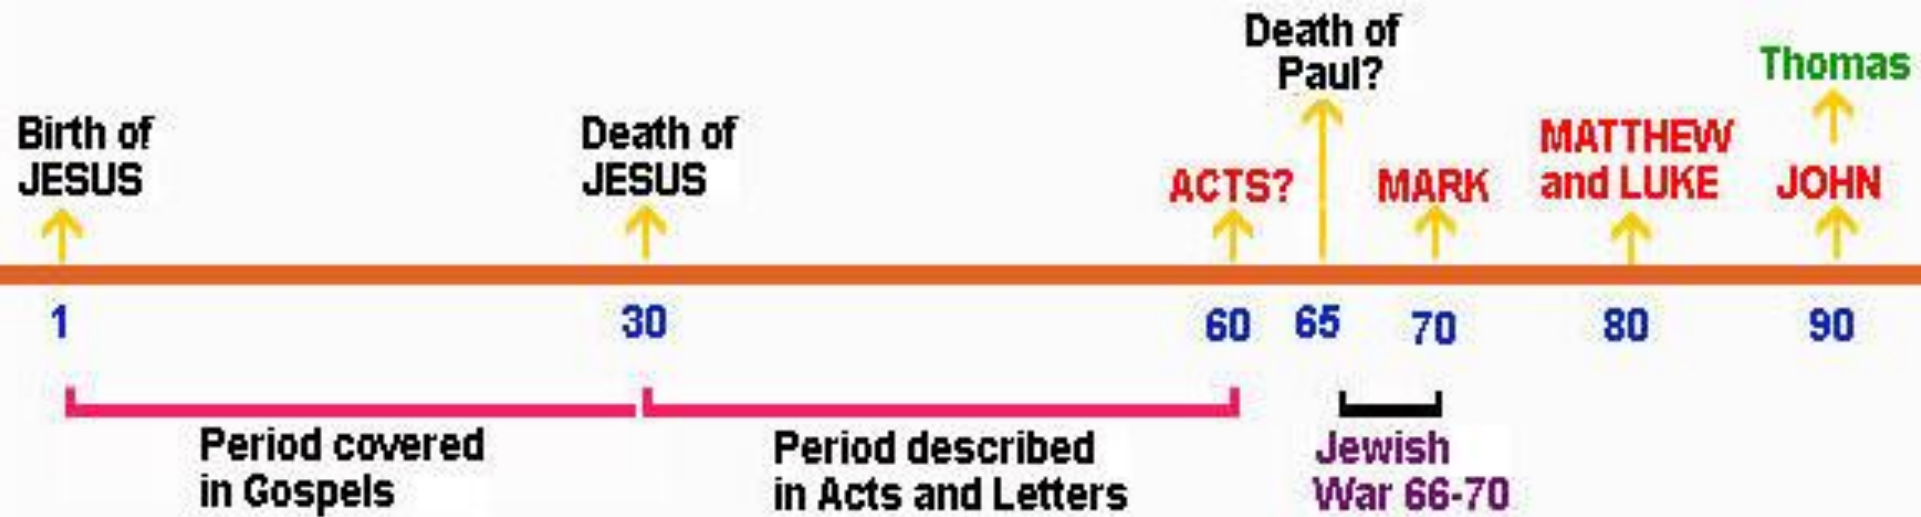 Death of
Paul?
Thomas
Birth of
JESUS
Death of
JESUS
ACTS?
MARK
MATTHEW
and LUKE
JOHN
1
30
60
65
70
80
90
Period covered
in Gospels
Period described
in Acts and Letters
Jewish
War 66-70